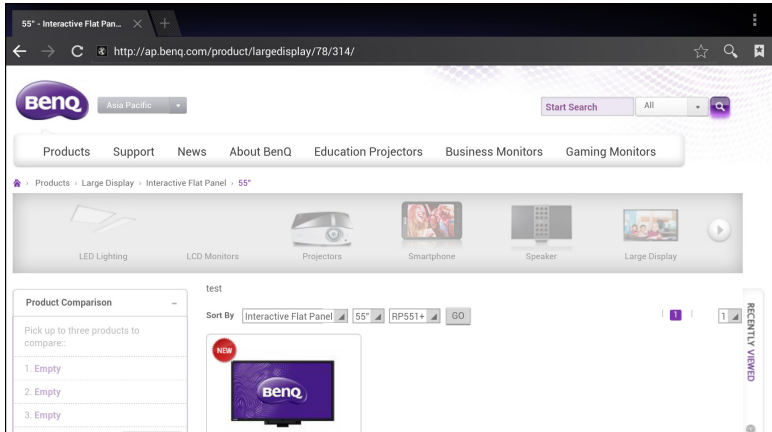 55" - Interactive Flat Pan...
http://ap.benq.com/product/largedisplay/78/314/
BenQ
Asia Pacific
Start Search
All
Products Support News About BenQ Education Projectors Business Monitors Gaming Monitors
Products › Large Display › Interactive Flat Panel › 55"
LED Lighting LCD Monitors Projectors Smartphone Speaker Large Display
test
Product Comparison –
Sort By Interactive Flat Panel 55" RP551+ GO 1 1
Pick up to three products to
compare::
1. Empty
2. Empty
3. Empty
NEW
BenQ
RECENTLY VIEWED